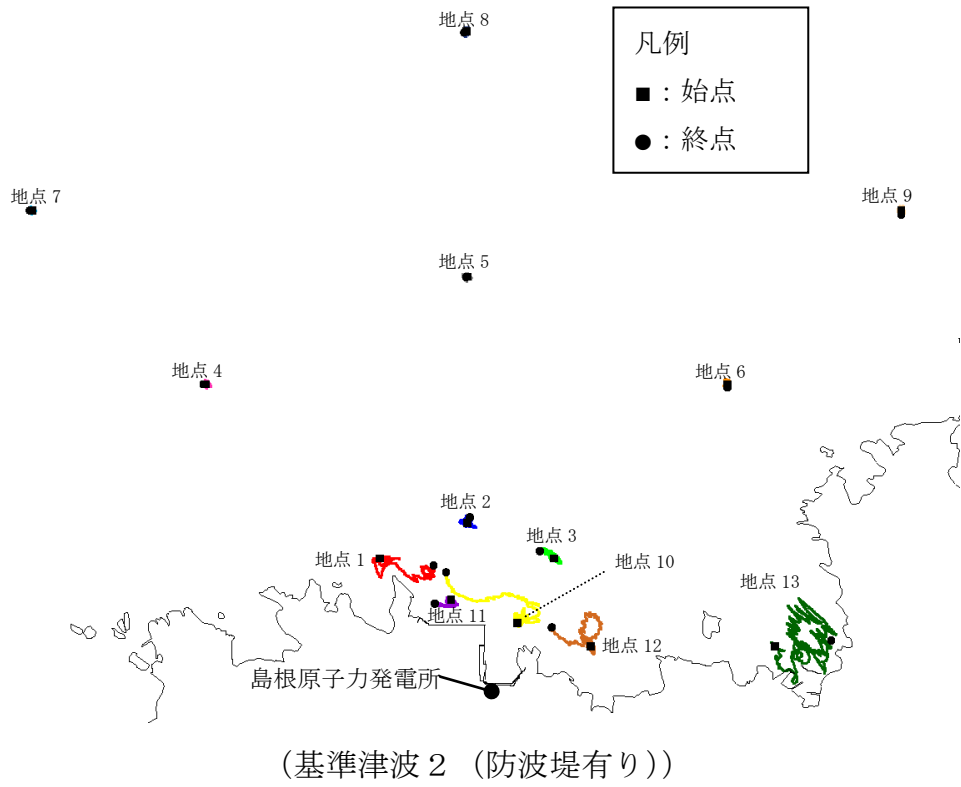 地点 8
凡例
■：始点
●：終点
地点 7
地点 9
地点 5
地点 4
地点 6
地点 2
地点 3
地点 1
地点 10
地点 13
地点 11
地点 12
島根原子力発電所
(基準津波２（防波堤有り))